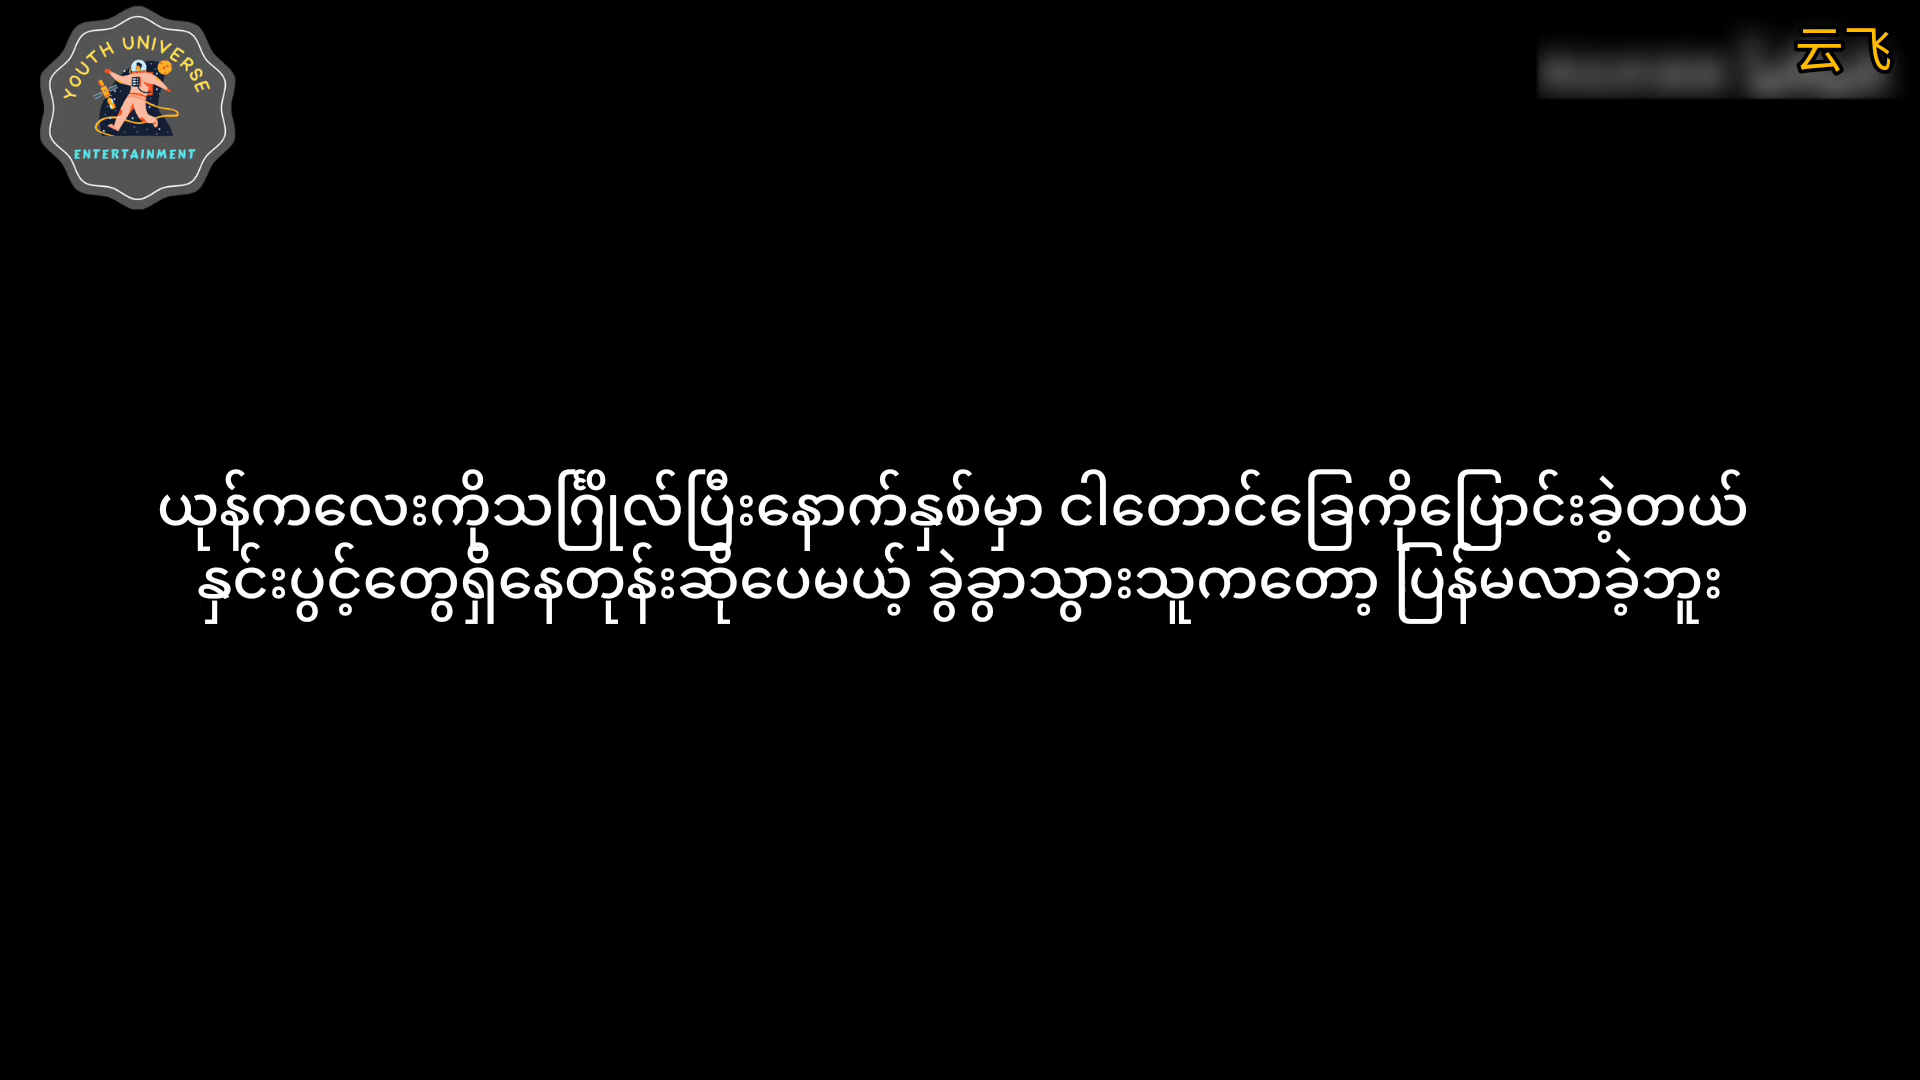 YOUTH UNIVERSE
ENTERTAINMENT
云飞
ယုန်ကလေးကိုသင်္ဂြိုလ်ပြီးနောက်နှစ်မှာ ငါတောင်ခြေကိုပြောင်းခဲ့တယ်
နှင်းပွင့်တွေရှိနေတုန်းဆိုပေမယ့် ခွဲခွာသွားသူကတော့ ပြန်မလာခဲ့ဘူး